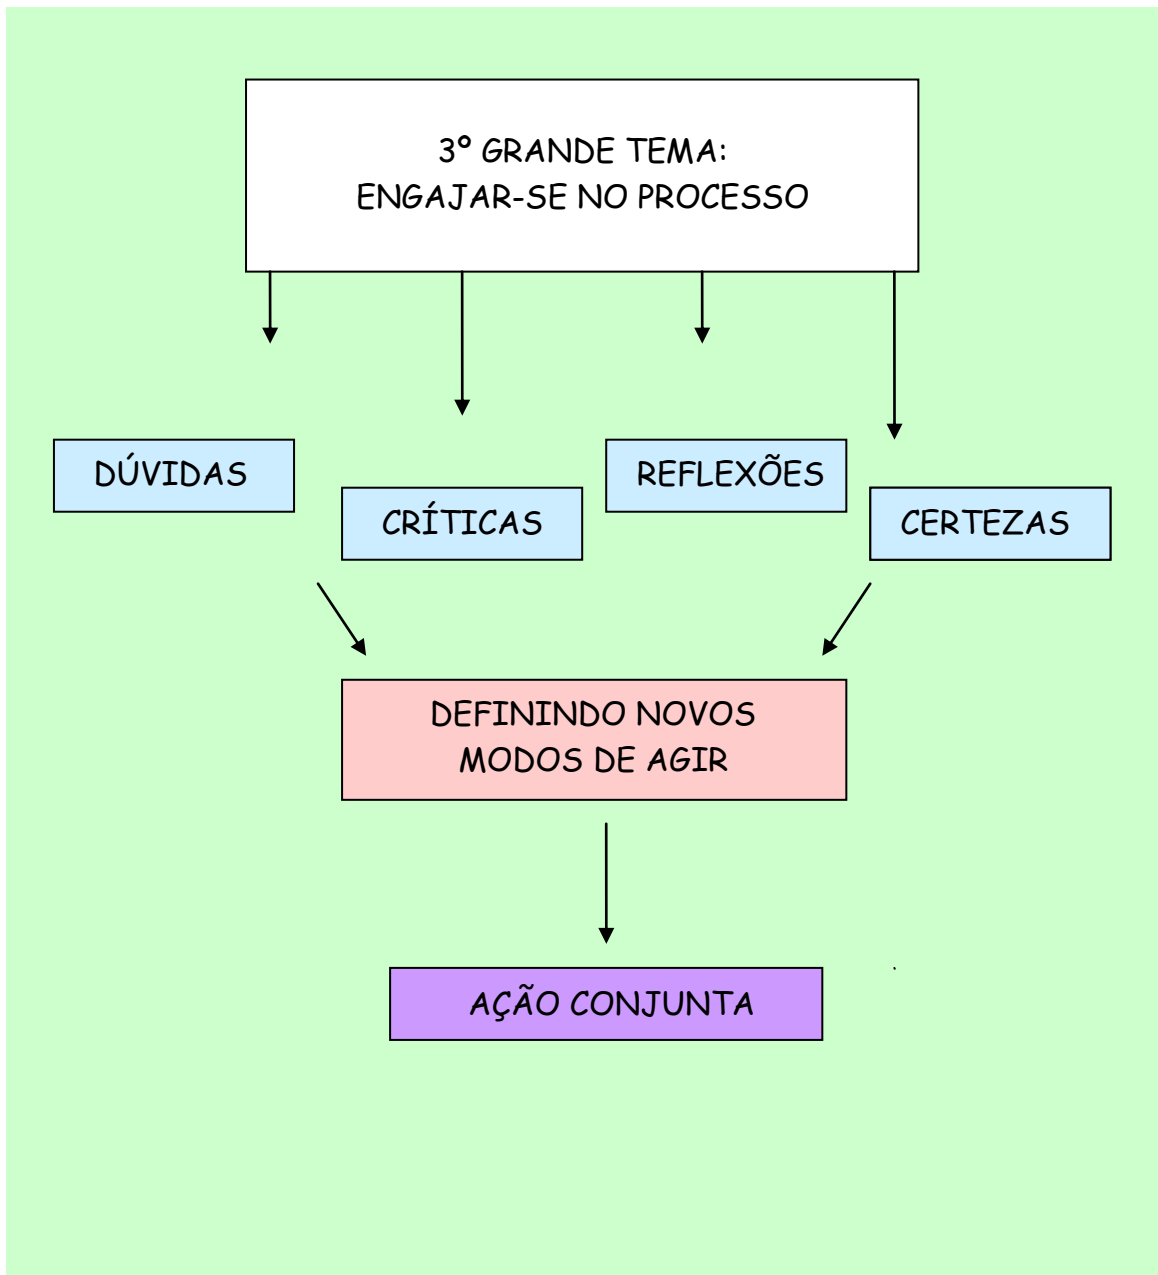 3º GRANDE TEMA:
ENGAJAR-SE NO PROCESSO
DÚVIDAS
CRÍTICAS
REFLEXÕES
CERTEZAS
DEFININDO NOVOS
MODOS DE AGIR
AÇÃO CONJUNTA